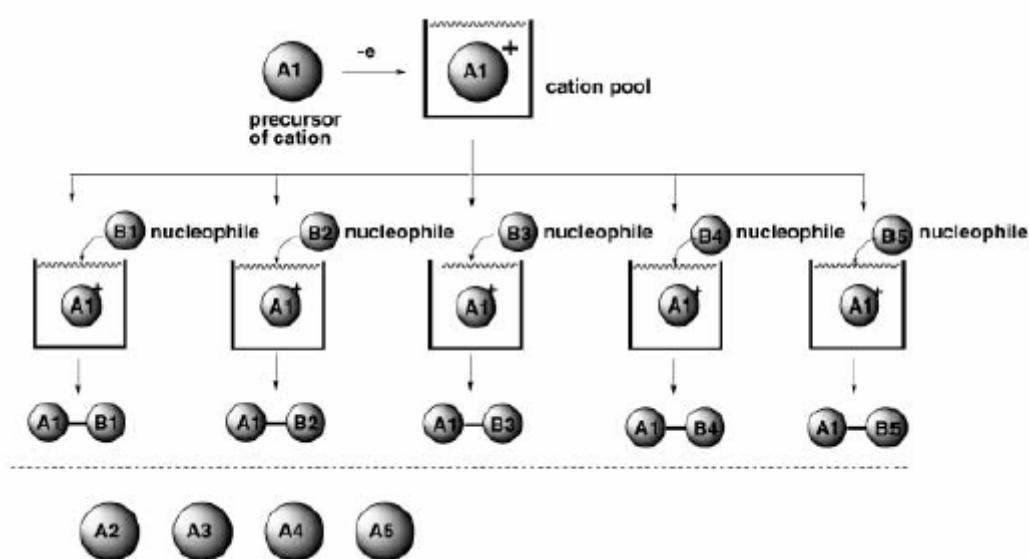 A1
-e
A1
+
cation pool
precursor
of cation
B1 nucleophile
B2 nucleophile
B3 nucleophile
B4 nucleophile
B5 nucleophile
A1+
A1+
A1+
A1+
A1+
A1 B1
A1 B2
A1 B3
A1 B4
A1 B5
A2 A3 A4 A5